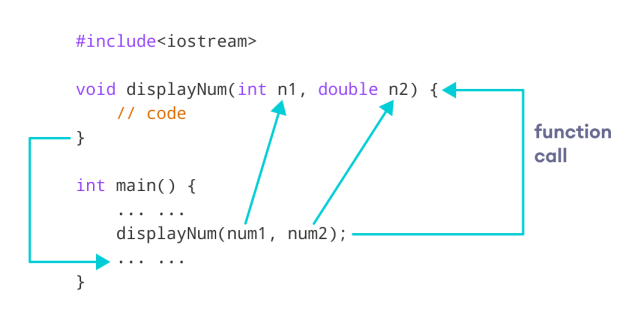 #include<iostream>
void displayNum(int n1, double n2) {
// code
}
function
call
int main() {
... ...
displayNum(num1, num2);
... ...
}